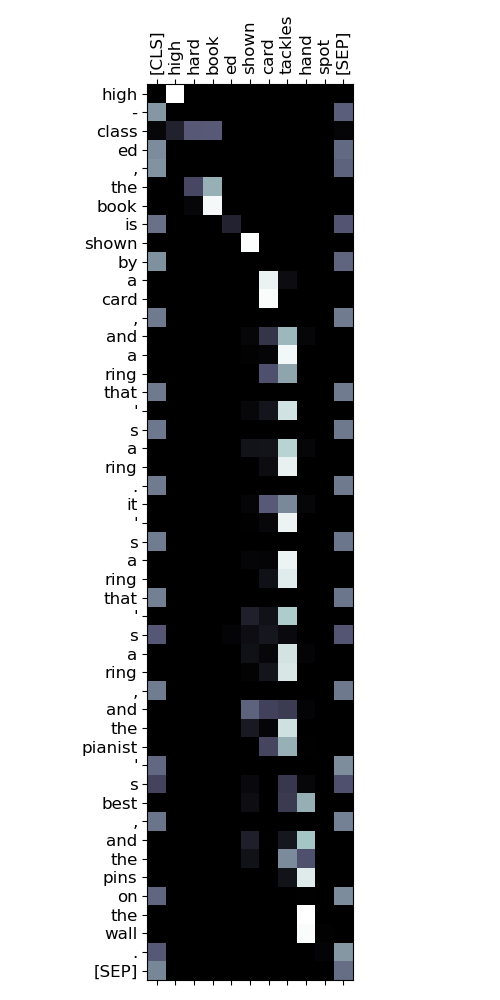 [CLS] high hard book ed shown card tackles hand spot [SEP]
high
-
class
ed
,
the
book
is
shown
by
a
card
,
and
a
ring
that
'
s
a
ring
.
it
'
s
a
ring
that
'
s
a
ring
,
and
the
pianist
'
s
best
,
and
the
pins
on
the
wall
.
[SEP]